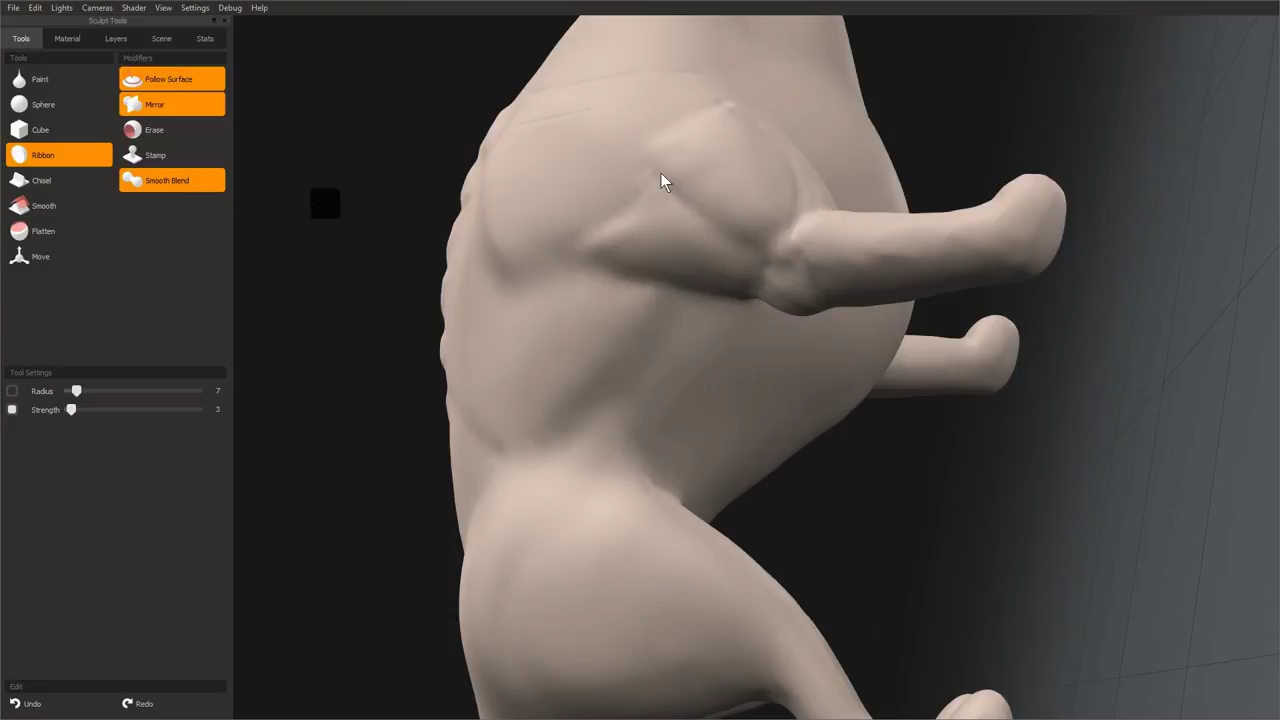 File Edit Lights Cameras Shader View Settings Debug Help
Sculpt Tools
Tools Material Layers Scene Stats
Tools Modifiers
Paint Follow Surface
Sphere Mirror
Cube Erase
Ribbon Stamp
Chisel Smooth Blend
Smooth
Flatten
Move
Tool Settings
Radius 7
Strength 3
Edit
Undo Redo